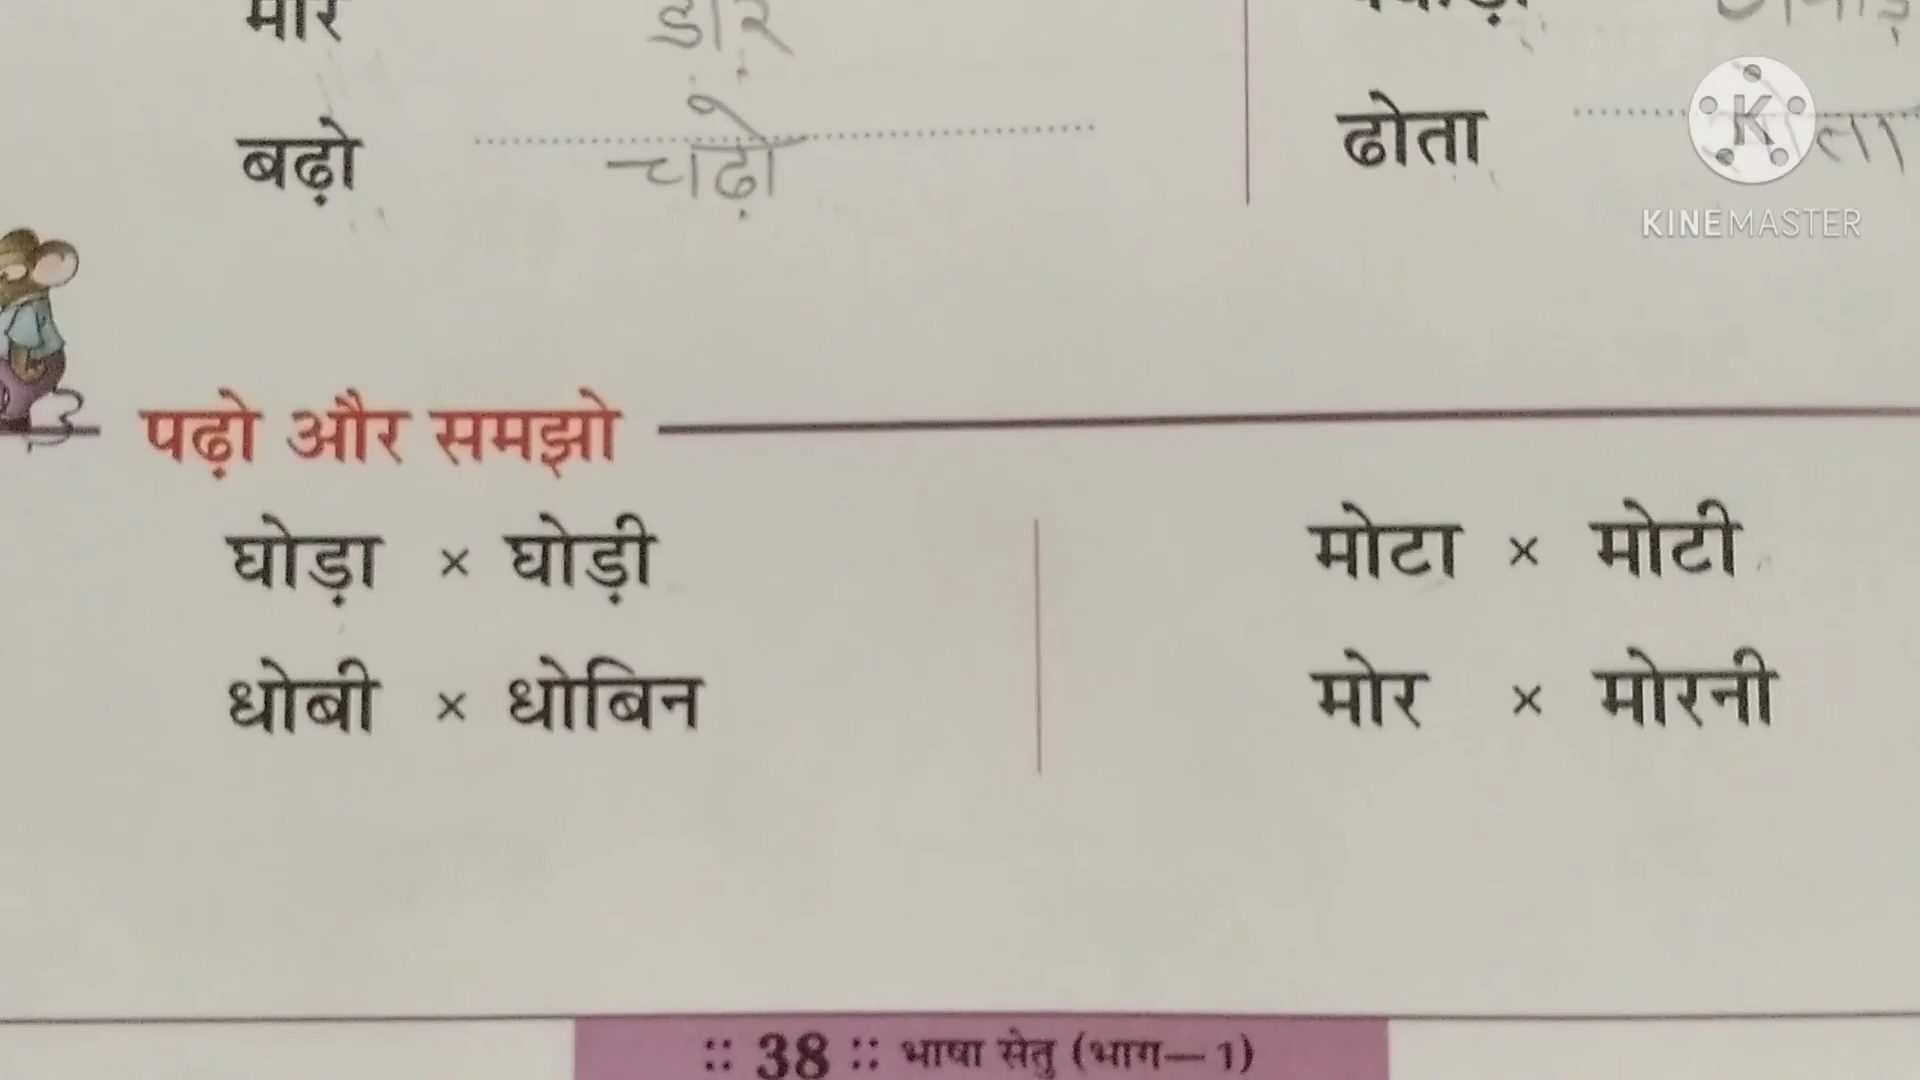 मोर डोर
बढ़ो चढ़ो
ढोता
KINEMASTER
पढ़ो और समझो
घोड़ा × घोड़ी मोटा × मोटी
धोबी × धोबिन मोर × मोरनी
:: 38 :: भाषा सेतु (भाग—1)